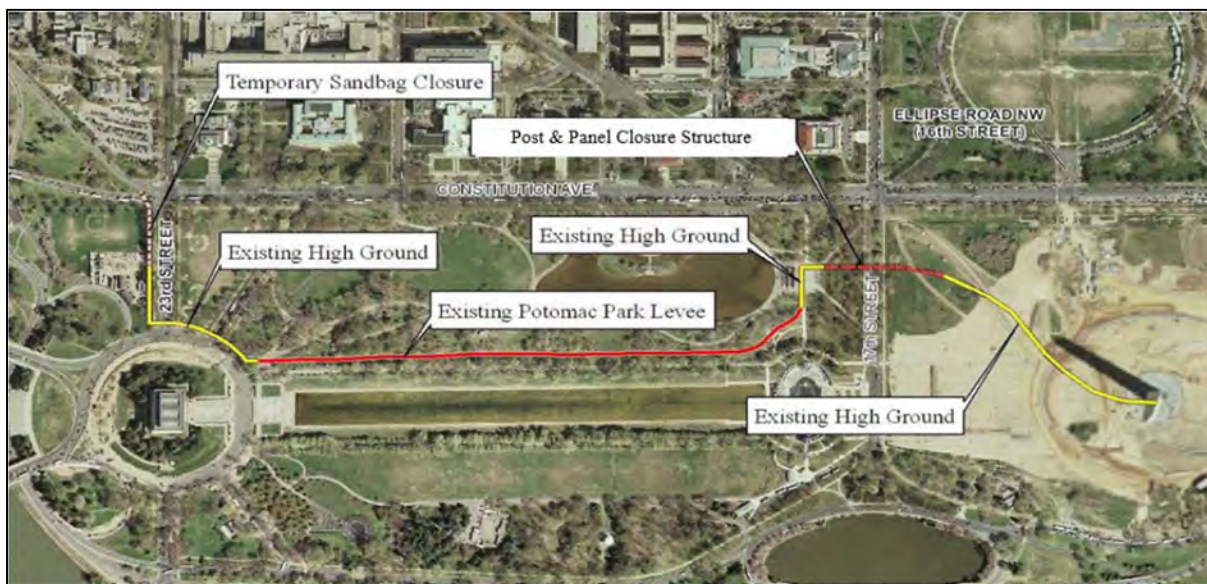 Temporary Sandbag Closure
Post & Panel Closure Structure
ELLIPSE ROAD NW
(16th STREET)
CONSTITUTION AVE.
23rd STREET
Existing High Ground
Existing High Ground
Existing Potomac Park Levee
17th STREET
Existing High Ground